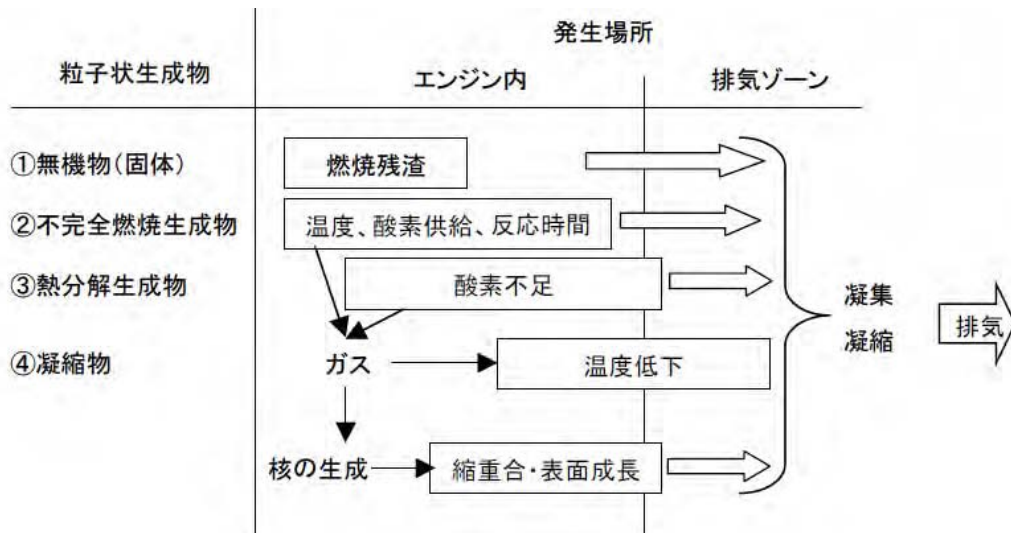 発生場所
粒子状生成物
エンジン内
排気ゾーン
①無機物(固体)
燃焼残渣
②不完全燃焼生成物
温度、酸素供給、反応時間
③熱分解生成物
酸素不足
凝集
凝縮
排気
④凝縮物
ガス
温度低下
核の生成
縮重合・表面成長